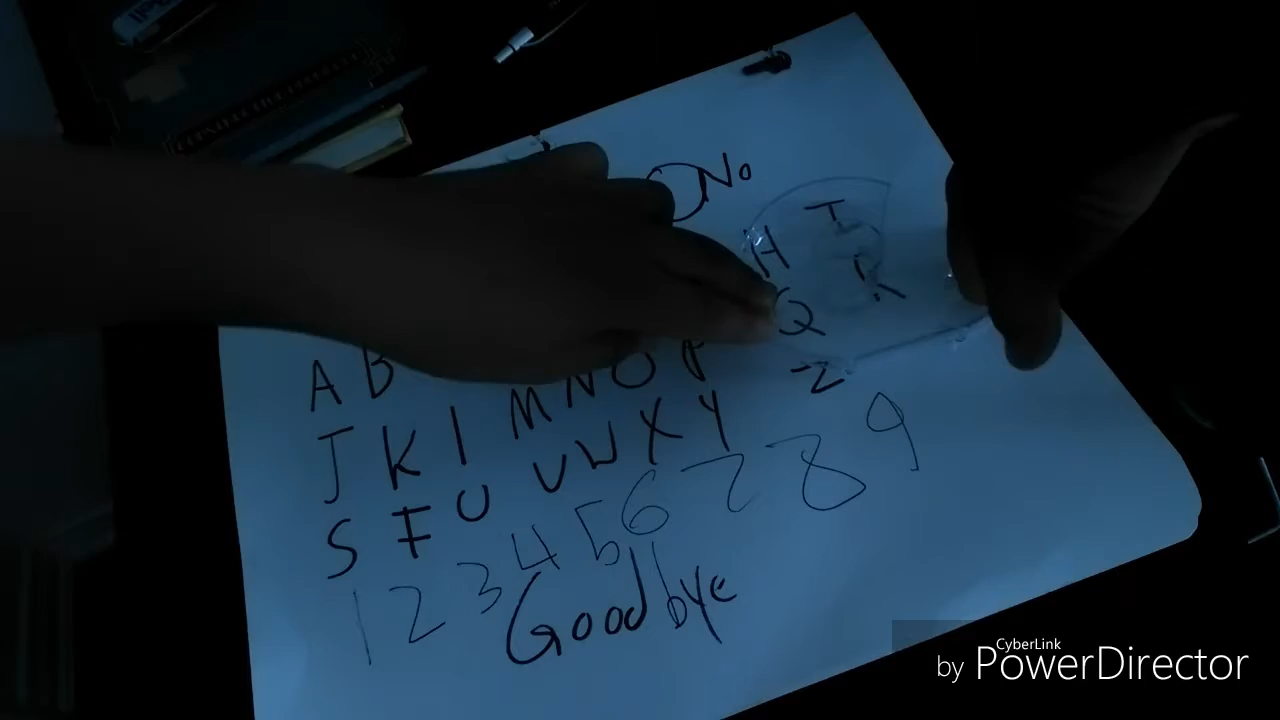 No
H I
Q R
A B M N O P Z
J K L U W X Y
S T U
1 2 3 4 5 6 7 8 9
Goodbye
CyberLink
by PowerDirector